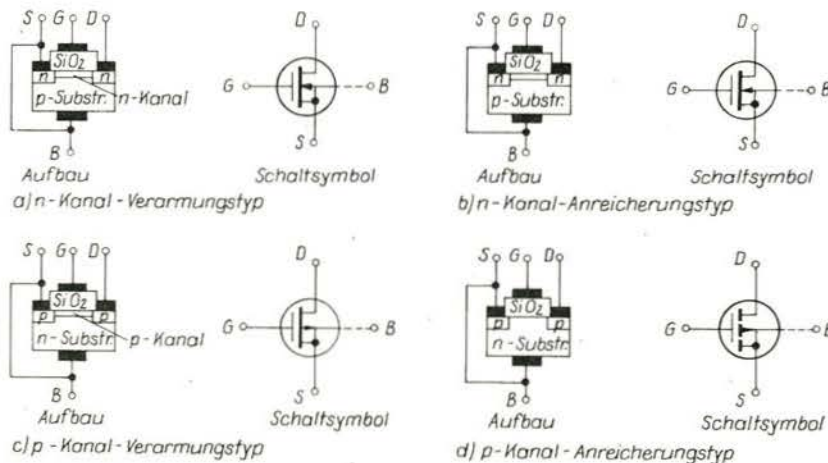 S G D
D
SiO₂
n n
p-Substr.
n-Kanal
G B
S
B
Aufbau
Schaltsymbol
a) n-Kanal-Verarmungstyp
S G D
D
SiO₂
n n
p-Substr.
G B
S
B
Aufbau
Schaltsymbol
b) n-Kanal-Anreicherungstyp
S G D
D
SiO₂
p p
n-Substr.
p-Kanal
G B
S
B
Aufbau
Schaltsymbol
c) p-Kanal-Verarmungstyp
S G D
D
SiO₂
p p
n-Substr.
G B
S
B
Aufbau
Schaltsymbol
d) p-Kanal-Anreicherungstyp